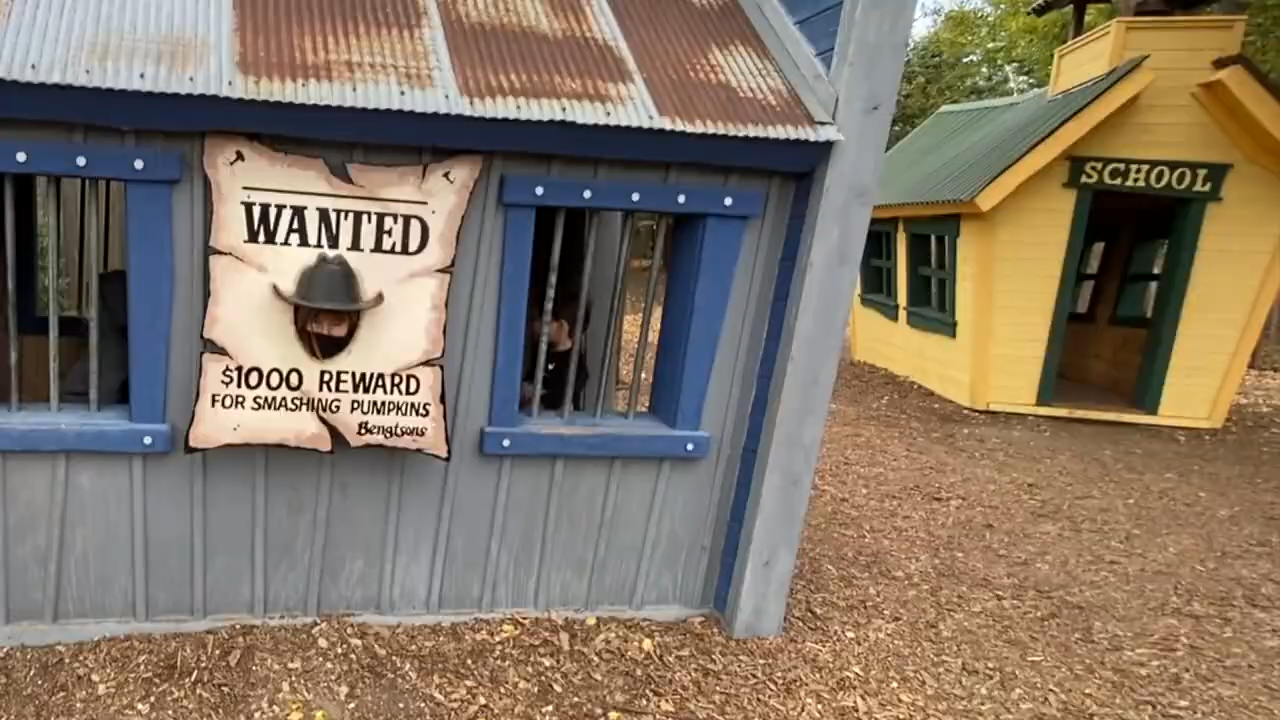 WANTED
$1000 REWARD
FOR SMASHING PUMPKINS
Bengtsons
SCHOOL